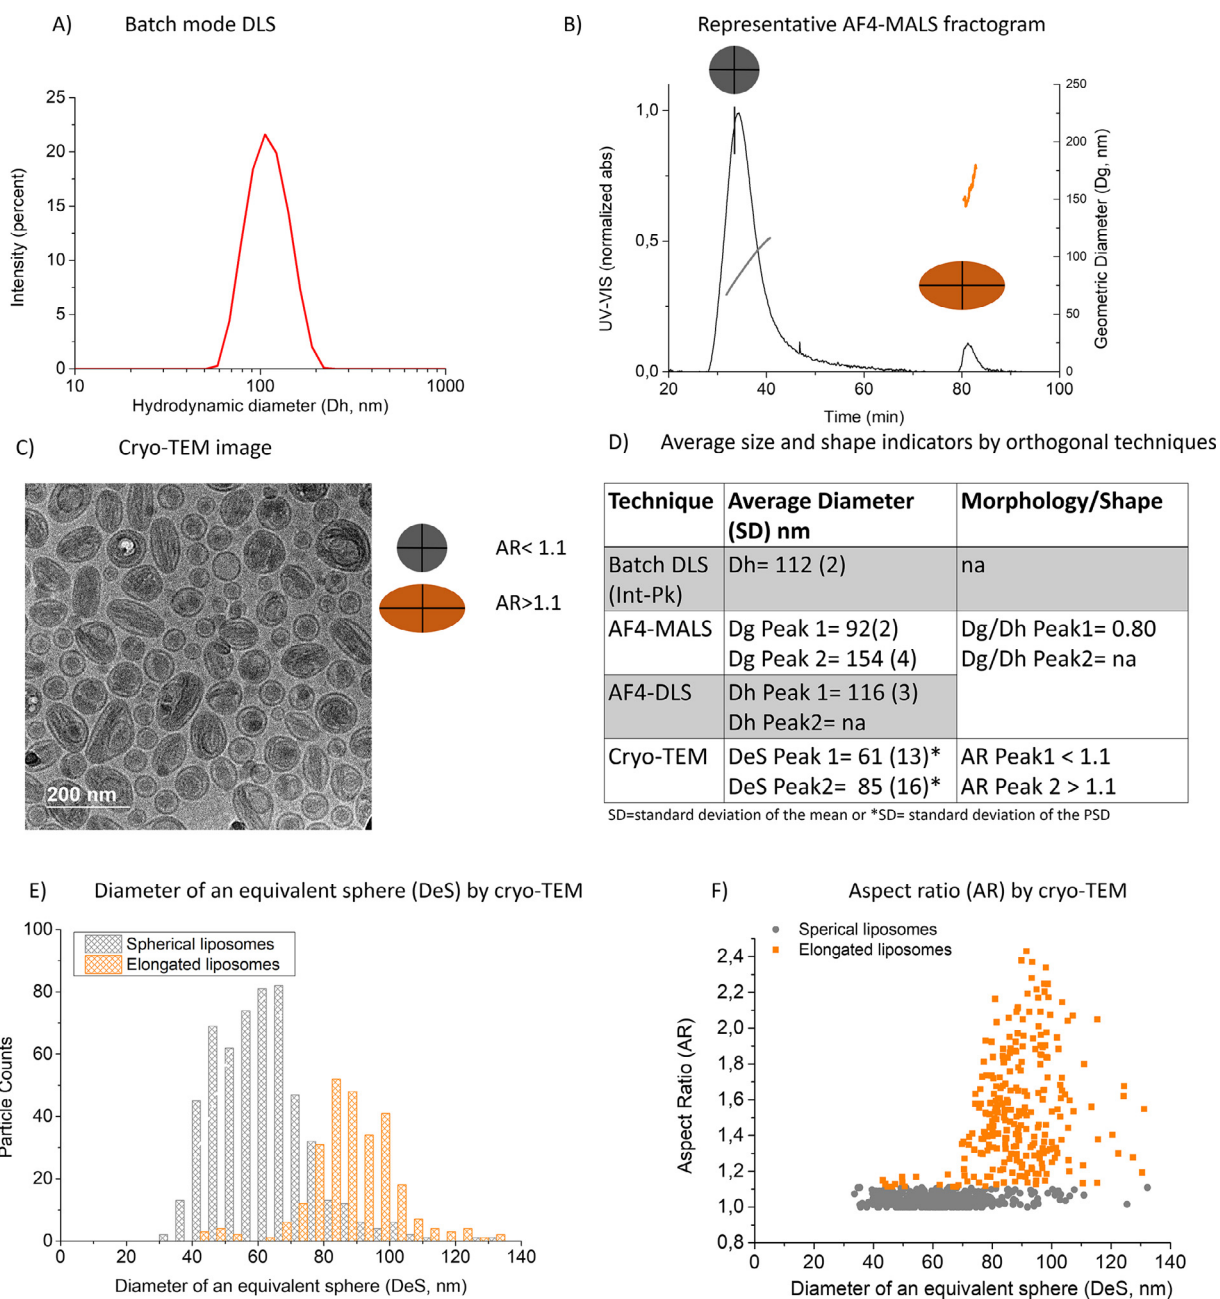 A) Batch mode DLS
B) Representative AF4-MALS fractogram
25
20
15
10
5
0
10 100 1000
Intensity (percent)
Hydrodynamic diameter (Dh, nm)
1,0
0,5
0,0
UV-VIS (normalized abs)
250
200
150
100
50
0
Geometric Diameter (Dg, nm)
20 40 60 80 100
Time (min)
C) Cryo-TEM image
200 nm
AR< 1.1
AR>1.1
D) Average size and shape indicators by orthogonal techniques
Technique Average Diameter (SD) nm Morphology/Shape
Batch DLS (Int-Pk) Dh= 112 (2) na
AF4-MALS Dg Peak 1= 92(2) Dg/Dh Peak1= 0.80
Dg Peak 2= 154 (4) Dg/Dh Peak2= na
AF4-DLS Dh Peak 1= 116 (3)
Dh Peak2= na
Cryo-TEM DeS Peak 1= 61 (13)* AR Peak1 < 1.1
DeS Peak2= 85 (16)* AR Peak 2 > 1.1
SD=standard deviation of the mean or *SD= standard deviation of the PSD
E) Diameter of an equivalent sphere (DeS) by cryo-TEM
100
80
60
40
20
0
Particle Counts
Spherical liposomes
Elongated liposomes
0 20 40 60 80 100 120 140
Diameter of an equivalent sphere (DeS, nm)
F) Aspect ratio (AR) by cryo-TEM
Sperical liposomes
Elongated liposomes
2,4
2,0
1,6
1,2
1,0
0,8
Aspect Ratio (AR)
0 20 40 60 80 100 120 140
Diameter of an equivalent sphere (DeS, nm)